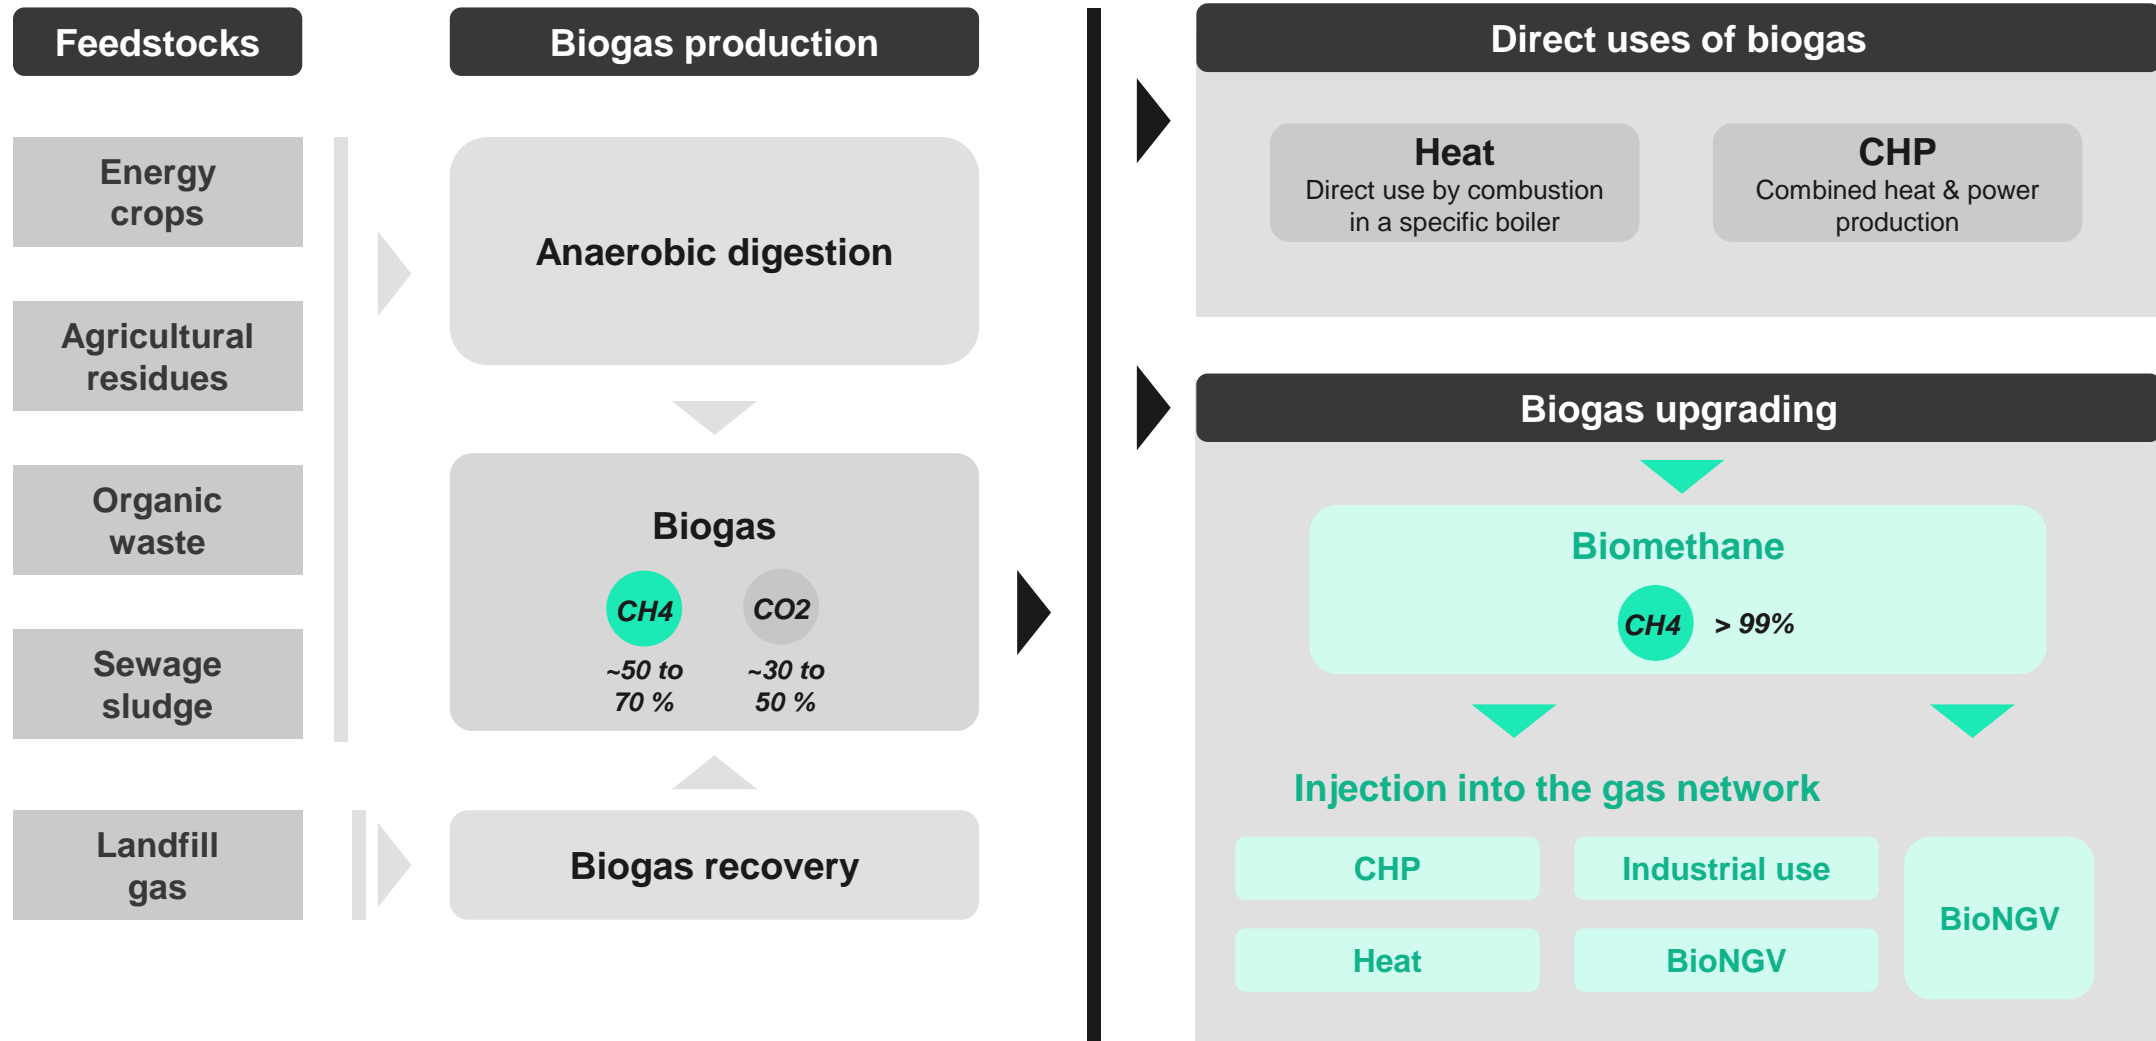 Feedstocks
Energy
crops
Agricultural
residues
Organic
waste
Sewage
sludge
Landfill
gas
Biogas production
Anaerobic digestion
Biogas
CH4
CO2
~50 to
70 %
~30 to
50 %
Biogas recovery
Direct uses of biogas
Heat
Direct use by combustion
in a specific boiler
CHP
Combined heat & power
production
Biogas upgrading
Biomethane
CH4 > 99%
Injection into the gas network
CHP
Industrial use
Heat
BioNGV
BioNGV